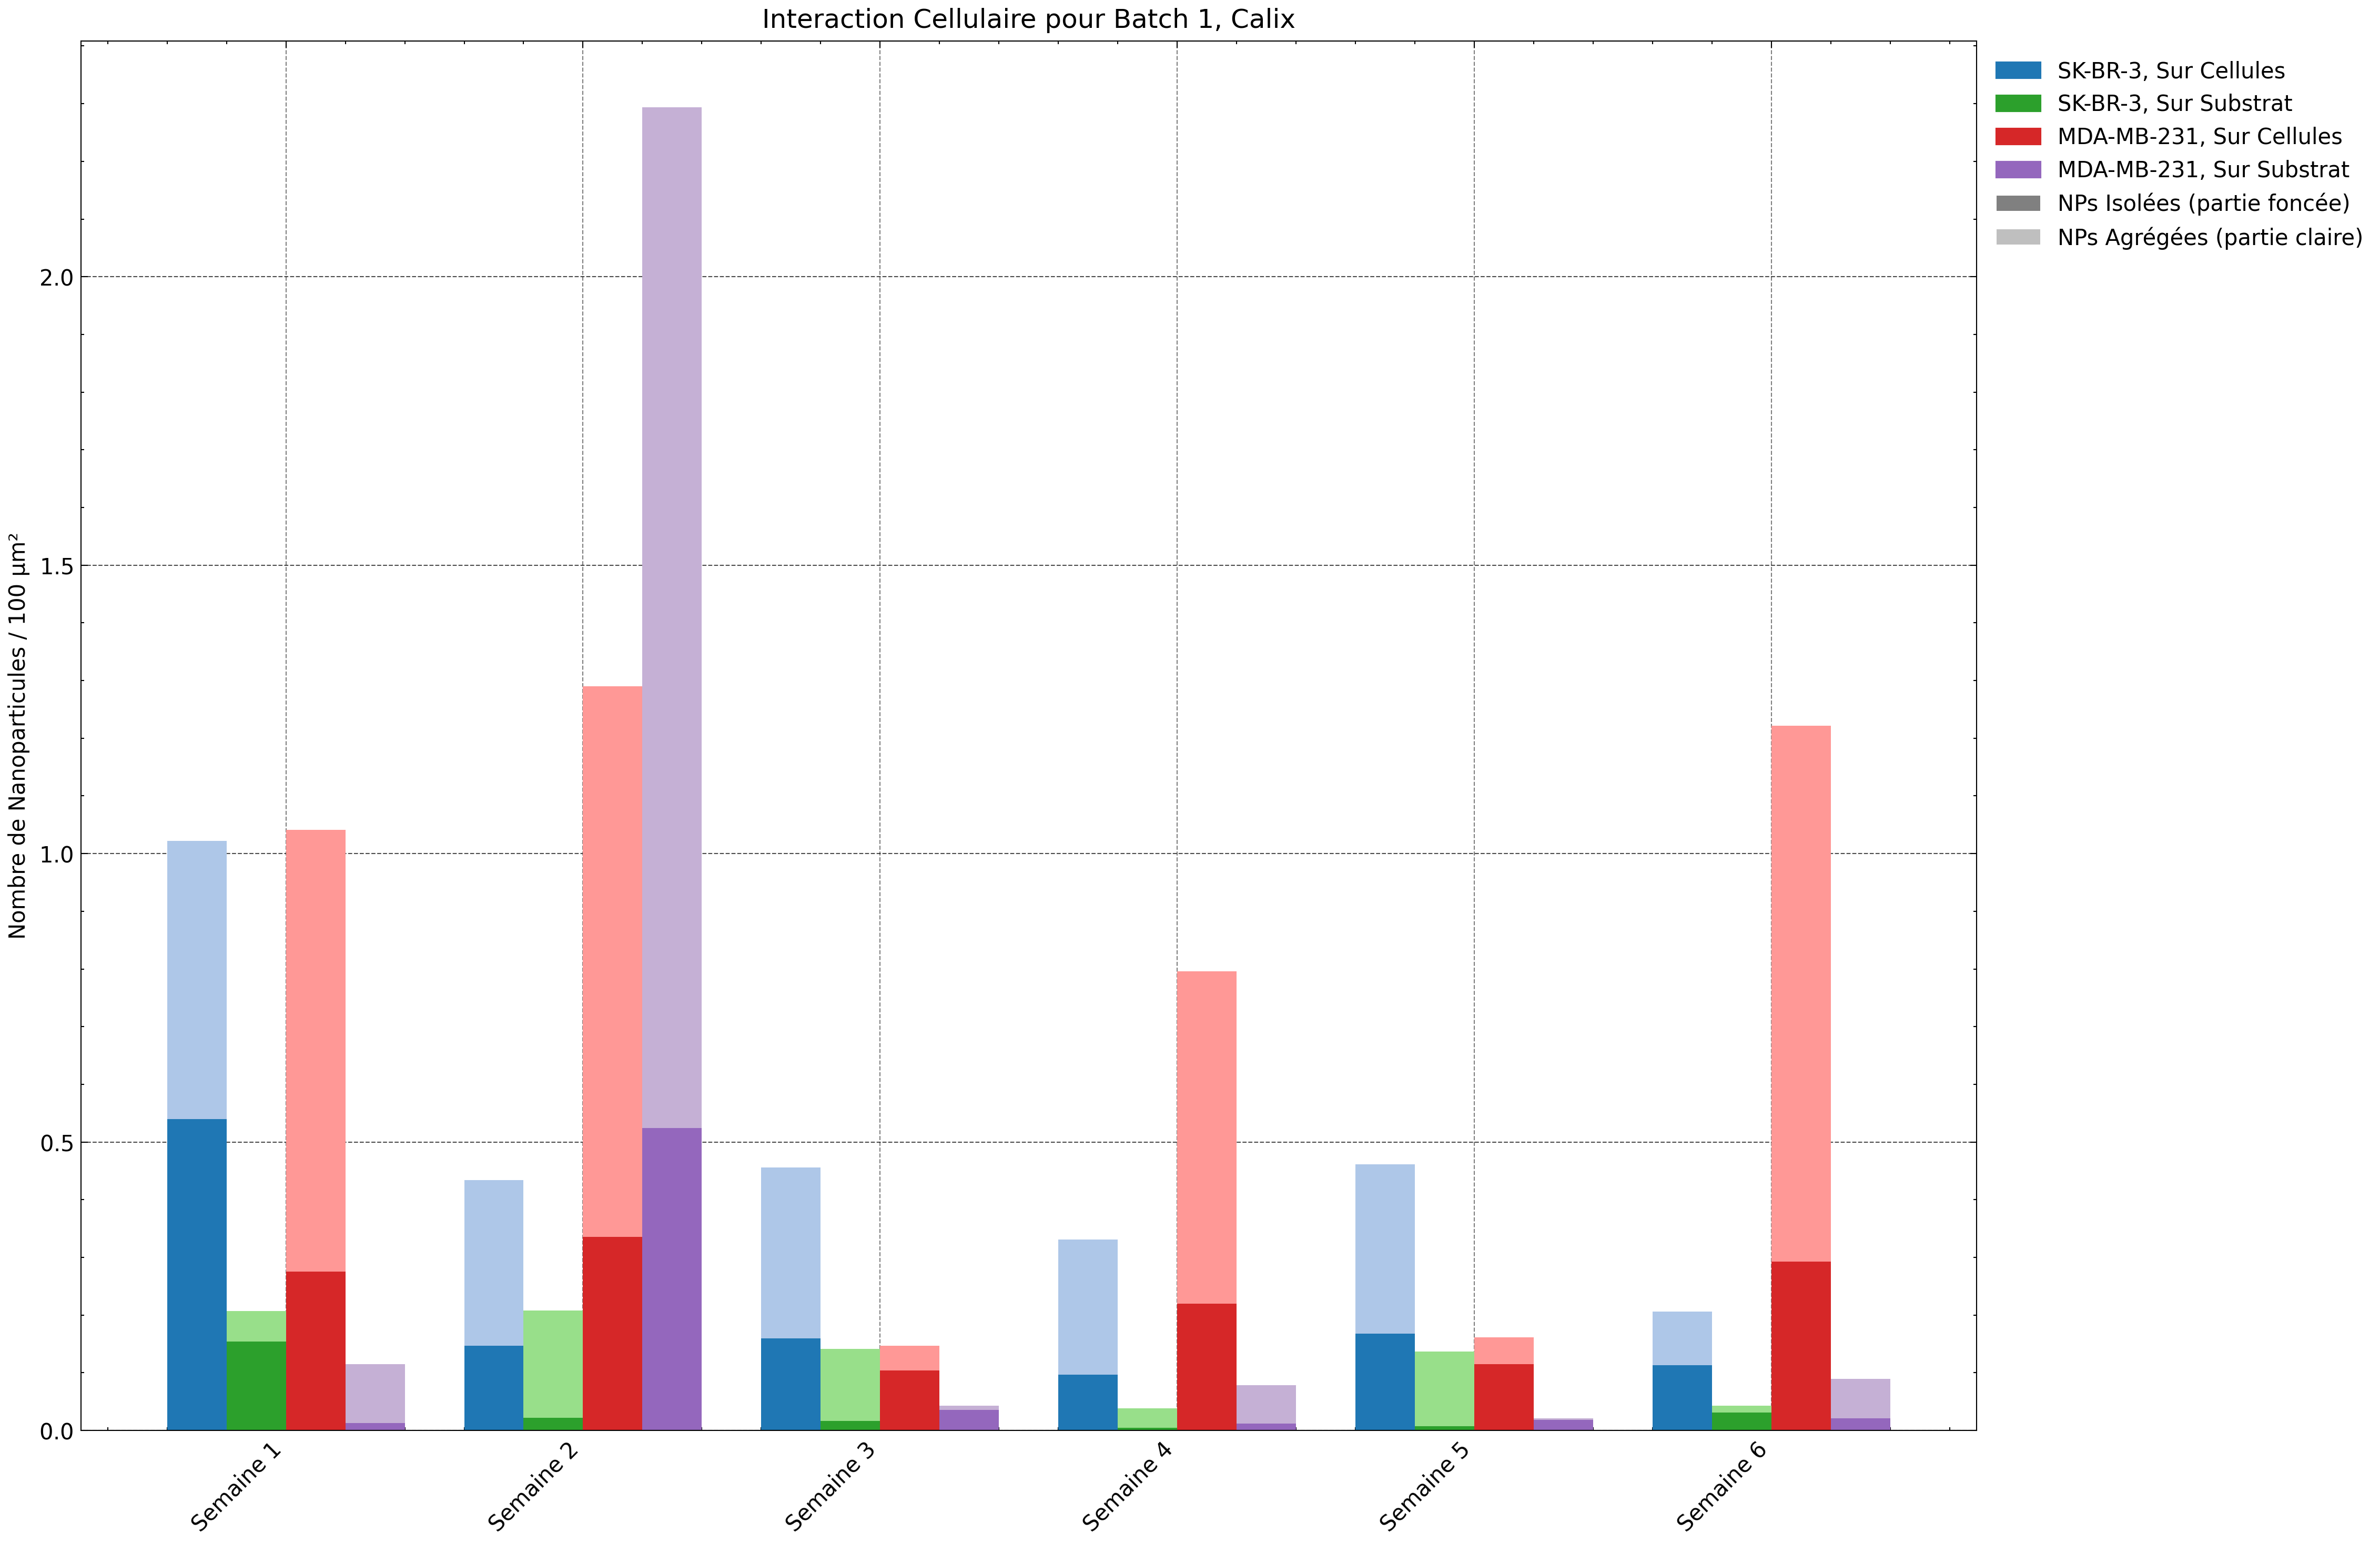 Interaction Cellulaire pour Batch 1, Calix
Nombre de Nanoparticules / 100 µm²
2.0
1.5
1.0
0.5
0.0
Semaine 1
Semaine 2
Semaine 3
Semaine 4
Semaine 5
Semaine 6
SK-BR-3, Sur Cellules
SK-BR-3, Sur Substrat
MDA-MB-231, Sur Cellules
MDA-MB-231, Sur Substrat
NPs Isolées (partie foncée)
NPs Agrégées (partie claire)